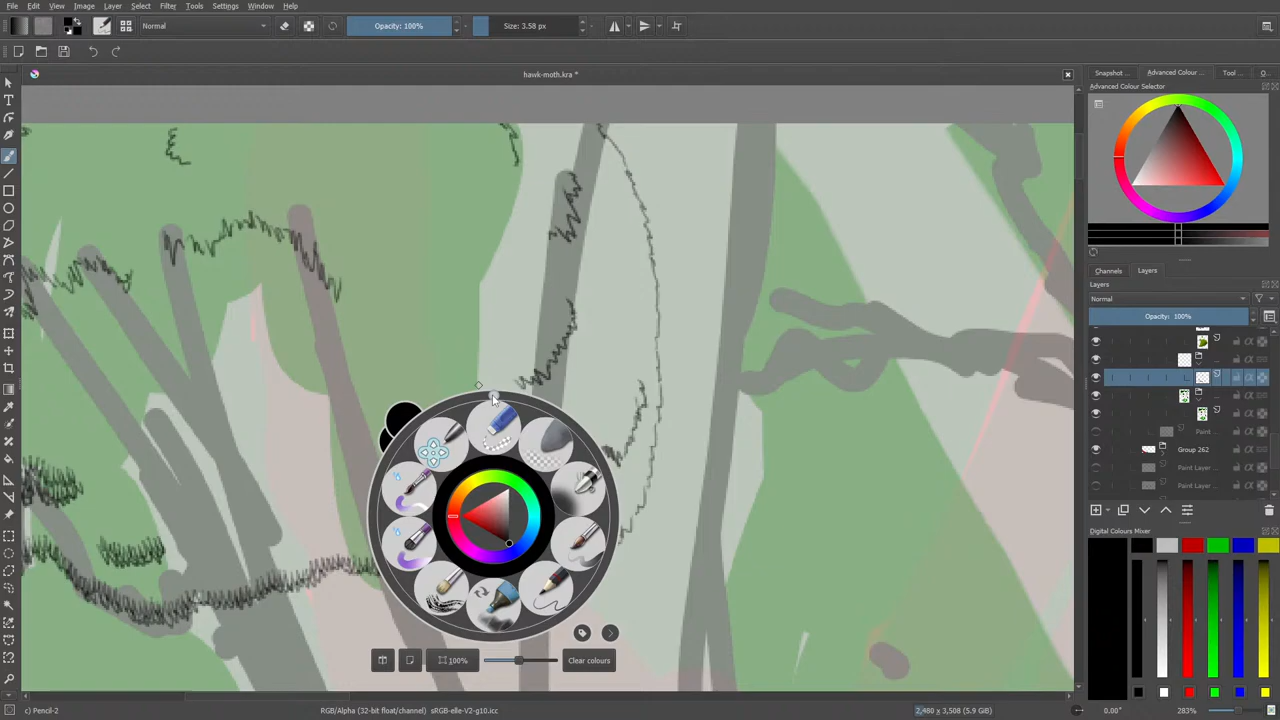 File Edit View Image Layer Select Filter Tools Settings Window Help
Normal Opacity: 100% Size: 3.58 px
hawk-moth.kra *
Snapshot ... Advanced Colour ... Tool ... O...
Advanced Colour Selector
Channels Layers
Layers
Normal
Opacity: 100%
...
...
...
...
...
Paint ...
Group 262
Paint Layer ...
Paint Layer ...
Digital Colours Mixer
100% Clear colours
c) Pencil-2 RGB/Alpha (32-bit float/channel) sRGB-elle-V2-g10.icc 2,480 x 3,508 (5.9 GiB) 0.00° 283%